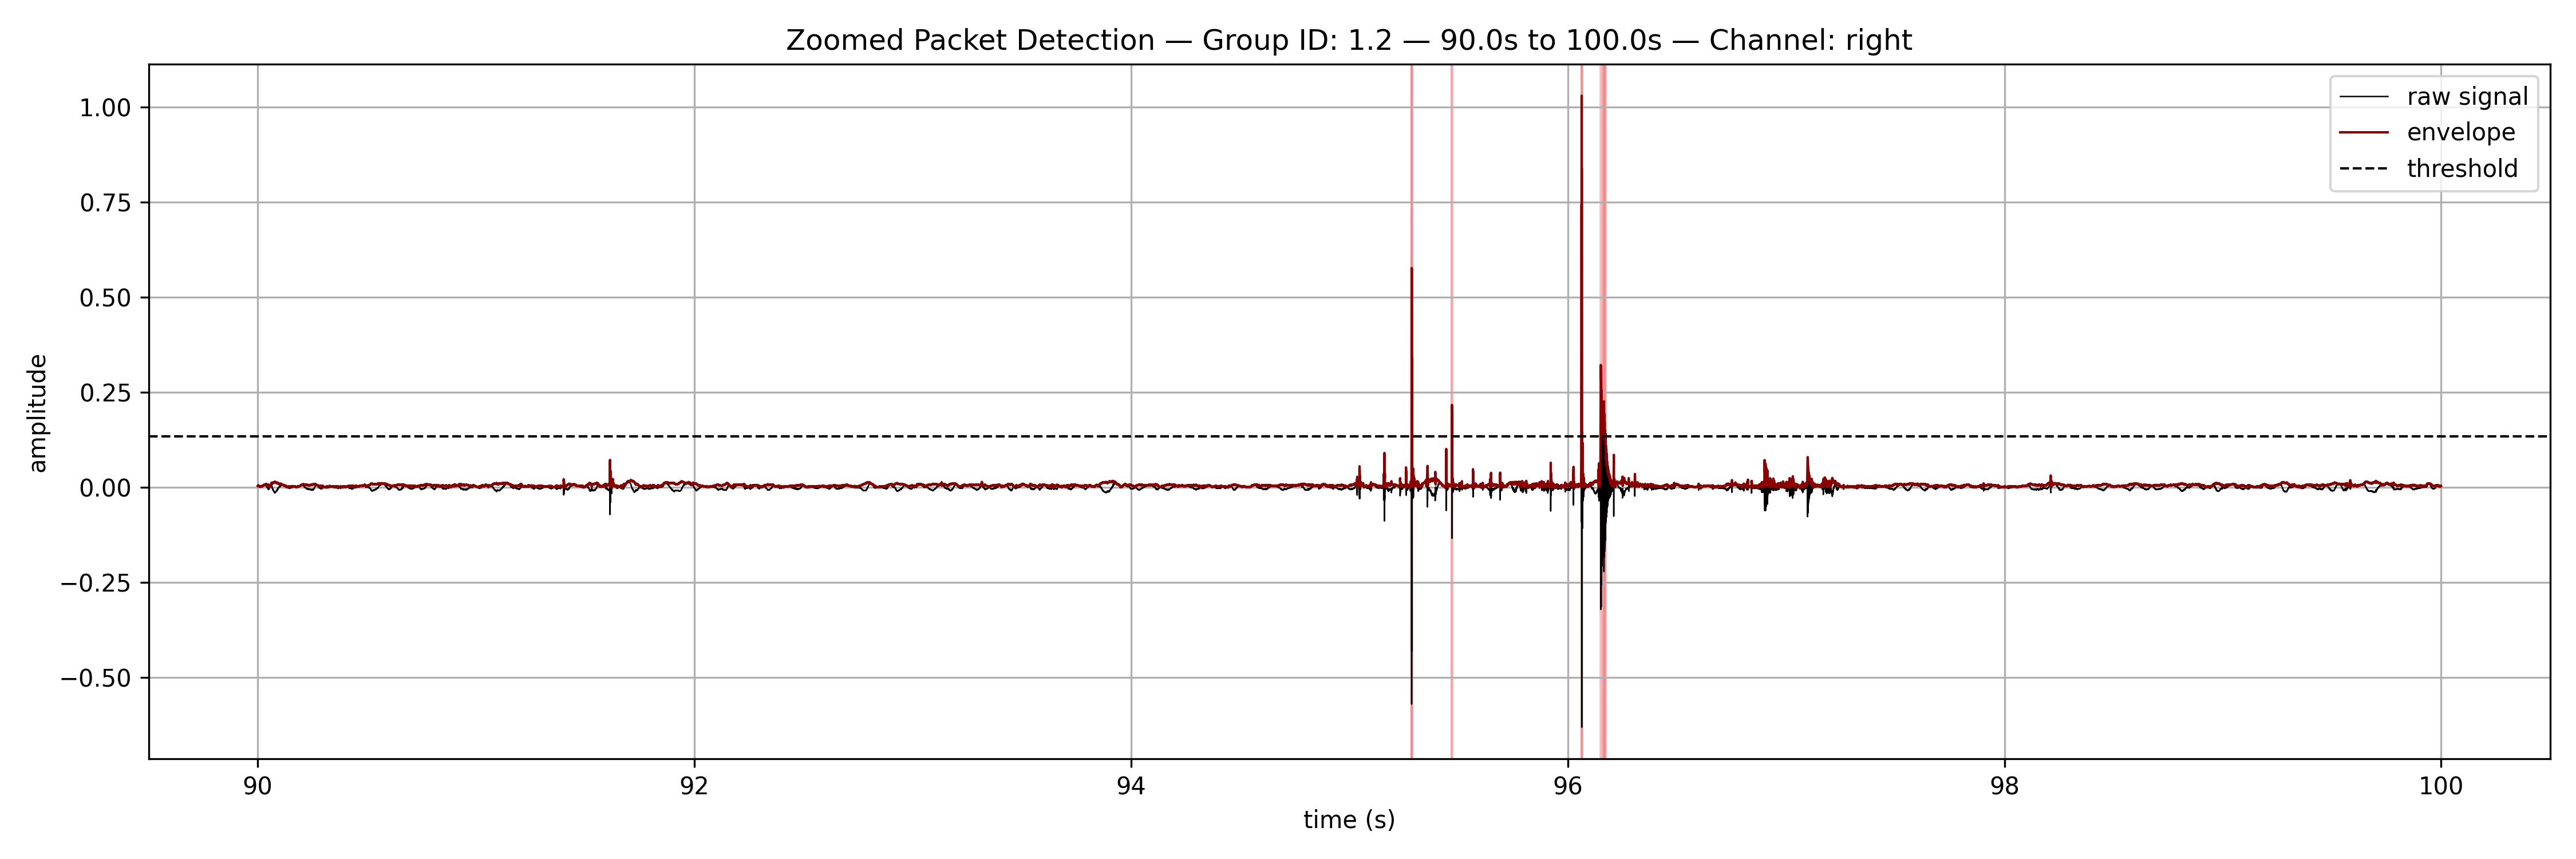 Zoomed Packet Detection — Group ID: 1.2 — 90.0s to 100.0s — Channel: right
raw signal
envelope
threshold
1.00
0.75
0.50
0.25
0.00
−0.25
−0.50
amplitude
90
92
94
96
98
100
time (s)